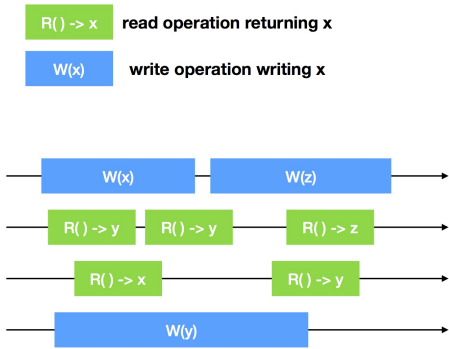 R( ) -> x read operation returning x
W(x) write operation writing x
W(x) W(z)
R( ) -> y R( ) -> y R( ) -> z
R( ) -> x R( ) -> y
W(y)